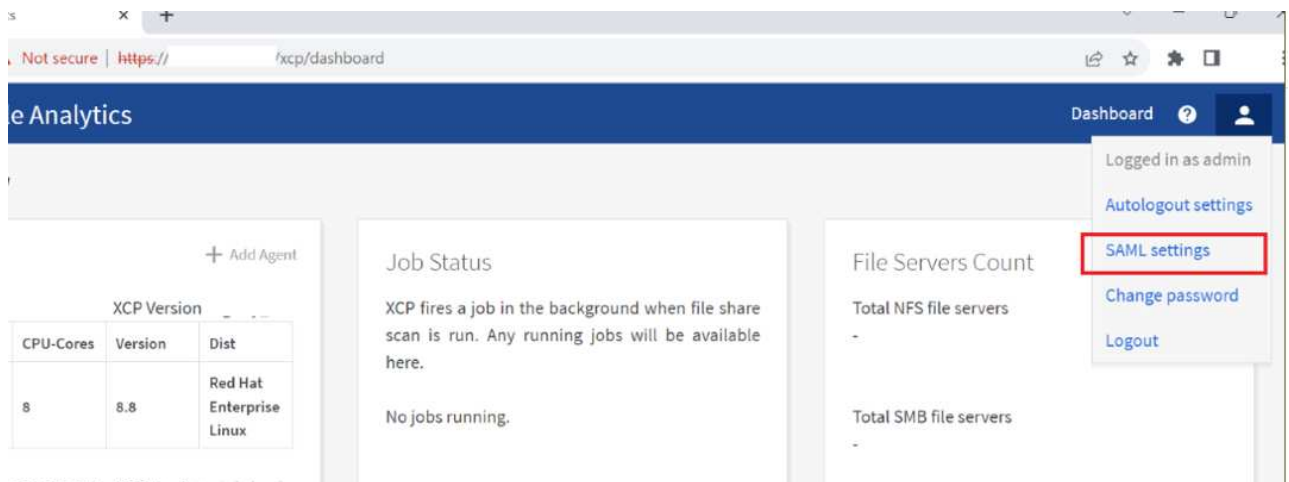 Not secure | https:// /xcp/dashboard
e Analytics
Dashboard
Logged in as admin
Autologout settings
SAML settings
Change password
Logout
+ Add Agent
XCP Version
CPU-Cores Version Dist
8 8.8 Red Hat
Enterprise
Linux
Job Status
XCP fires a job in the background when file share
scan is run. Any running jobs will be available
here.
No jobs running.
File Servers Count
Total NFS file servers
-
Total SMB file servers
-